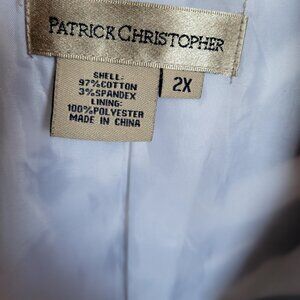 PATRICK CHRISTOPHER
SHELL:
97%COTTON
3%SPANDEX
LINING:
100%POLYESTER
MADE IN CHINA
2X